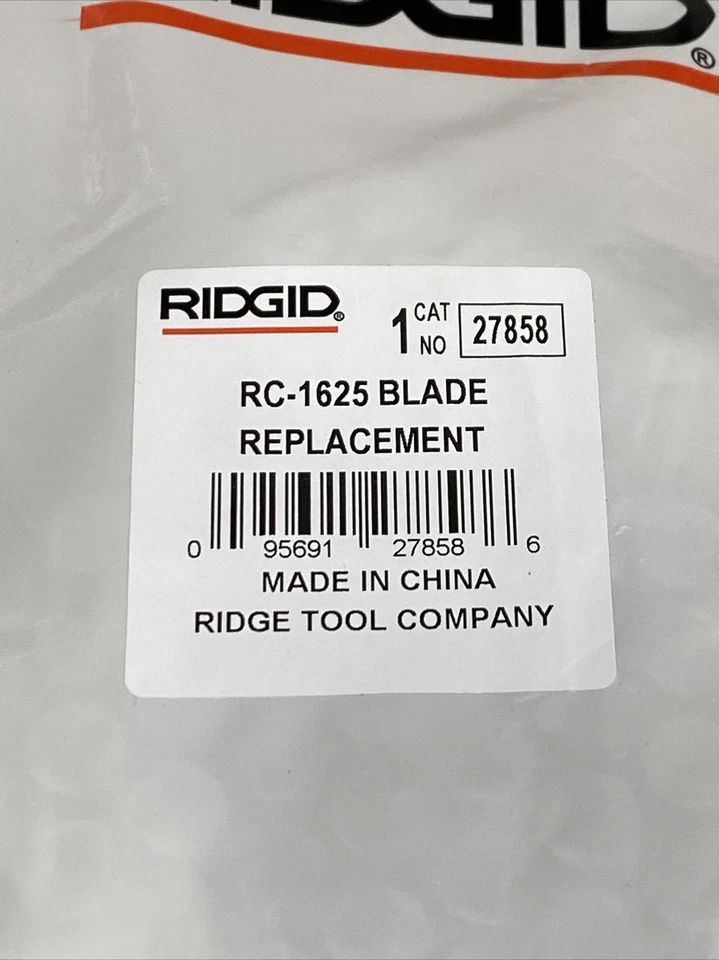 RIDGID®
RIDGID®
1 CAT NO 27858
RC-1625 BLADE
REPLACEMENT
0 95691 27858 6
MADE IN CHINA
RIDGE TOOL COMPANY